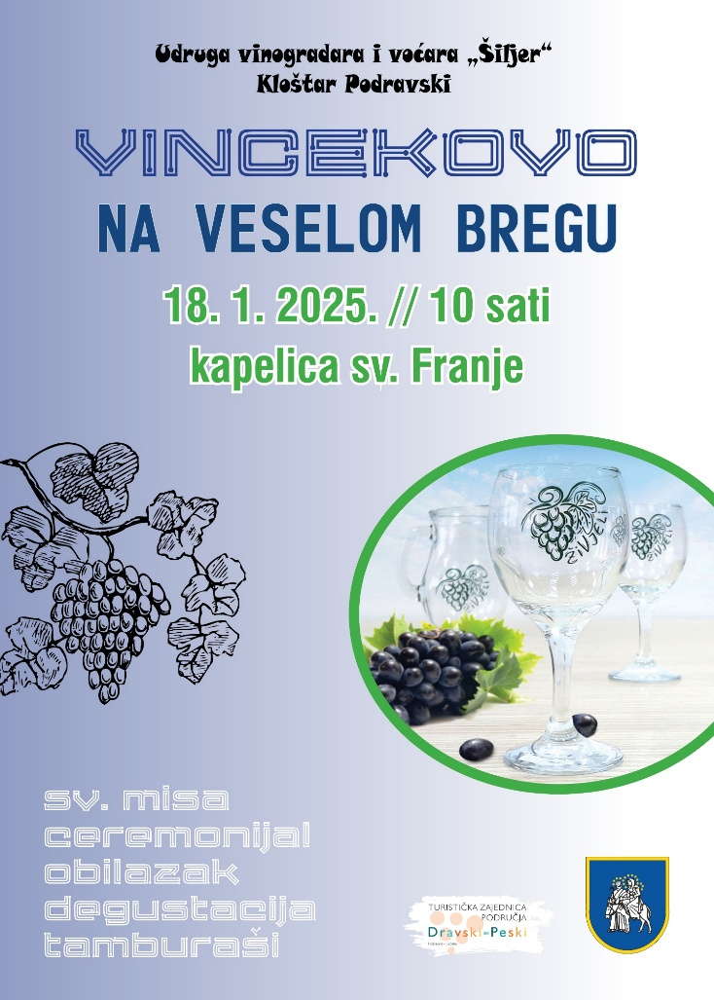 Udruga vinogradara i voćara „Šiljer“
Kloštar Podravski
VINCEKOVO
NA VESELOM BREGU
18. 1. 2025. // 10 sati
kapelica sv. Franje
ŽIVJELI
sv. misa
ceremonijal
obilazak
degustacija
tamburaši
TURISTIČKA ZAJEDNICA
PODRUČJA
Dravski Peski